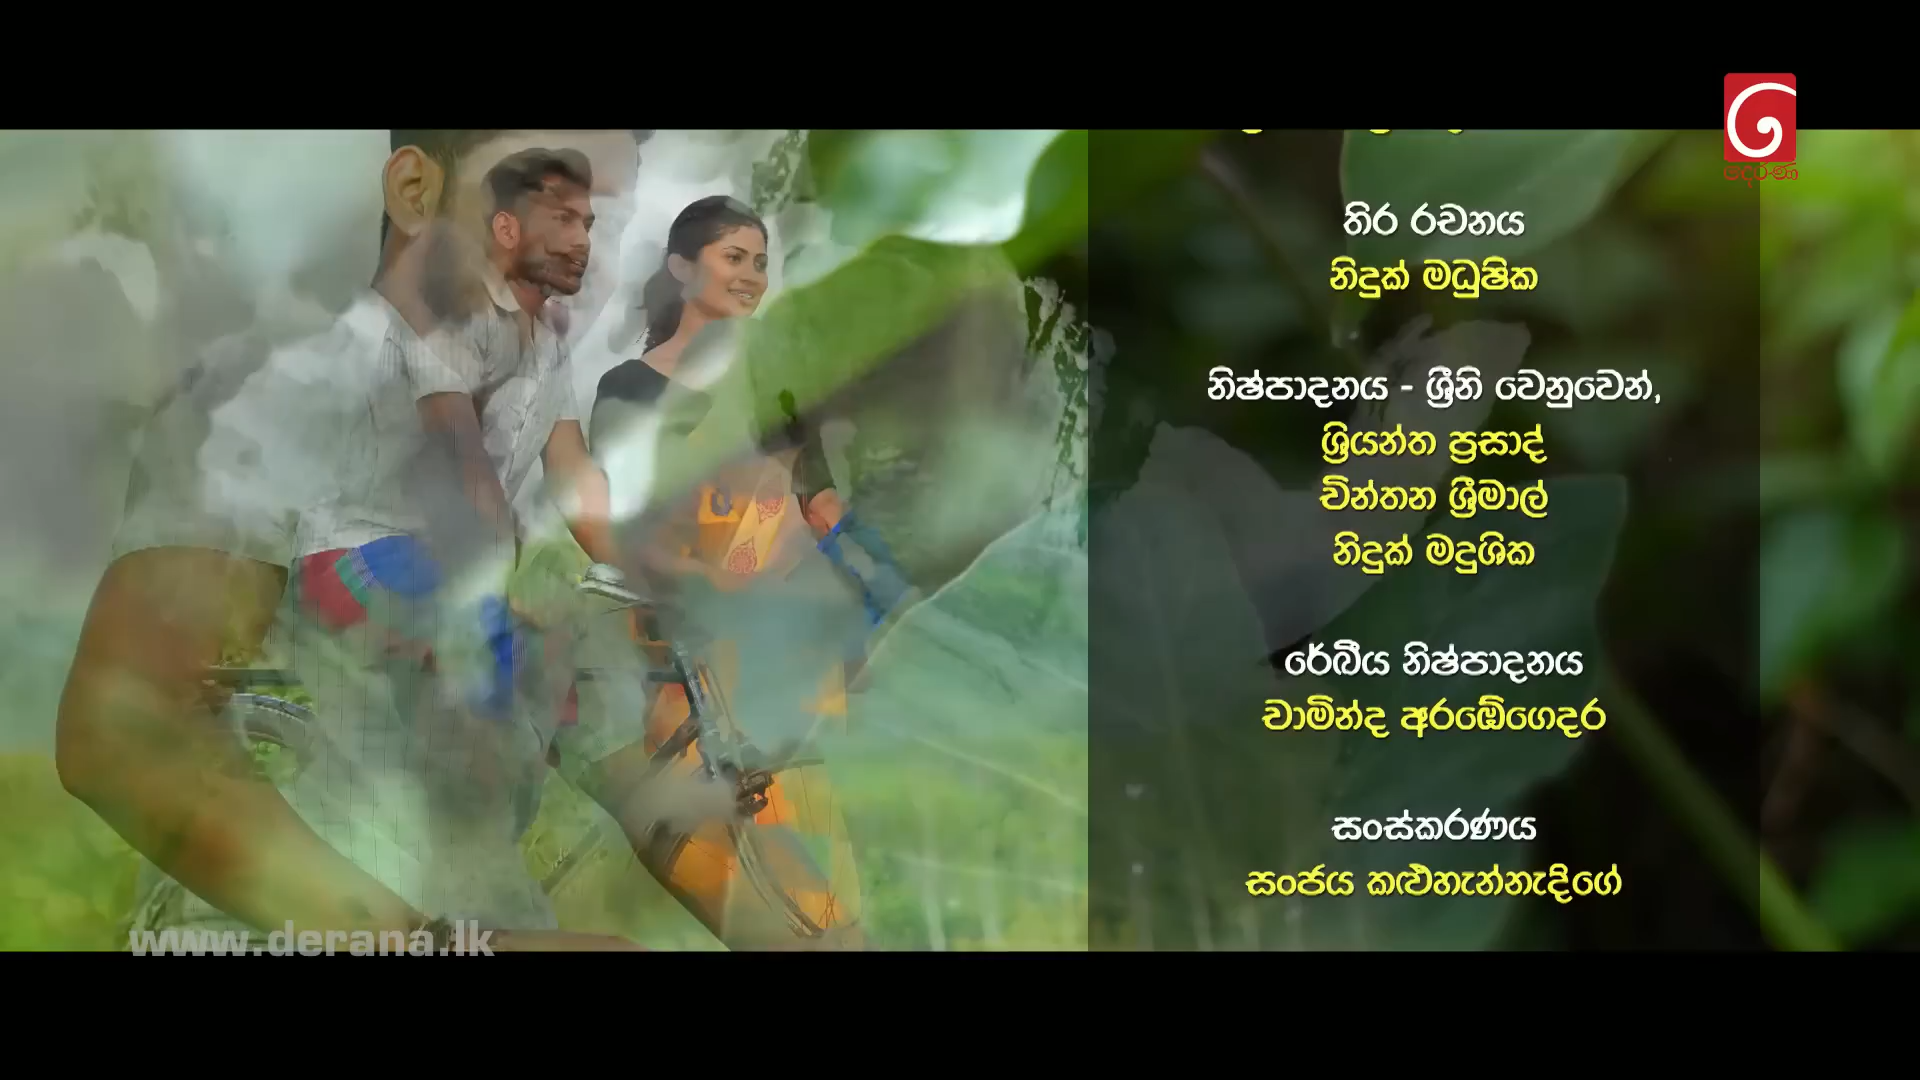 දෙරණ
තිර රචනය
නිදුක් මධුෂික
නිෂ්පාදනය - ශ්‍රීනි වෙනුවෙන්,
ශ්‍රියන්ත ප්‍රසාද්
චින්තන ශ්‍රීමාල්
නිදුක් මදුශික
රේඛීය නිෂ්පාදනය
චාමින්ද අරඹේගෙදර
සංස්කරණය
සංජය කළුහැන්නැදිගේ
www.derana.lk